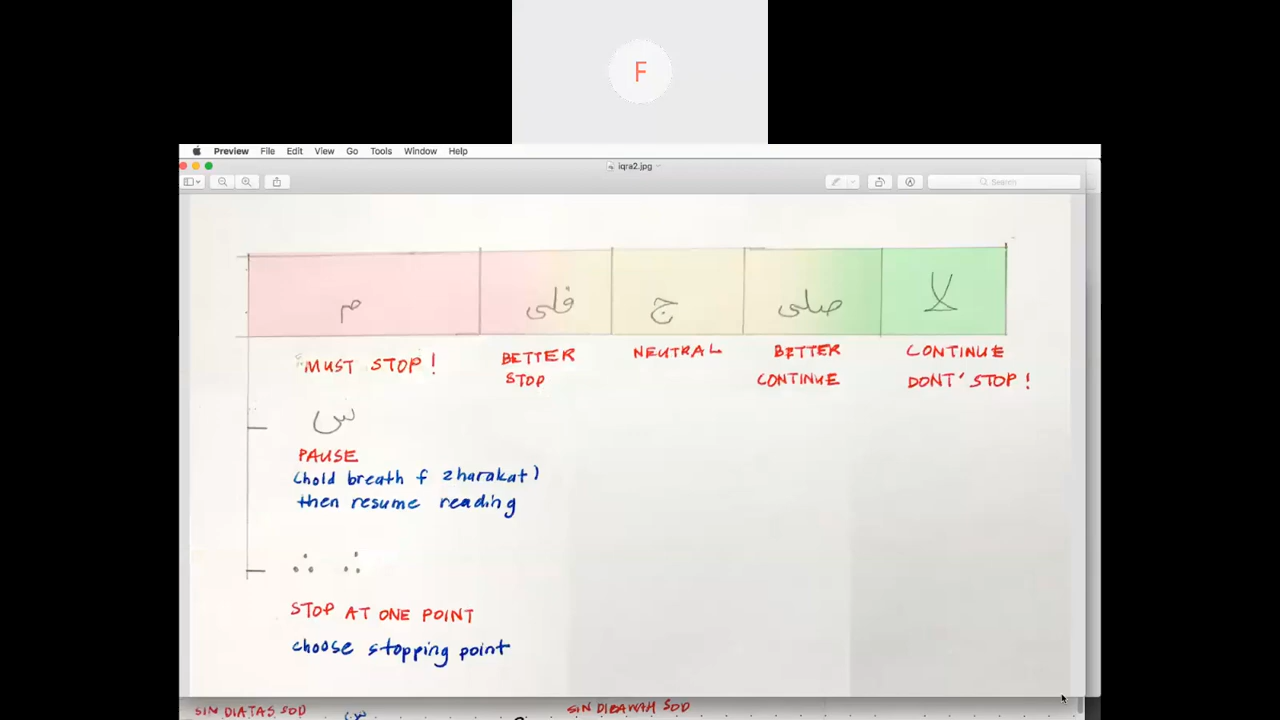 F
Preview File Edit View Go Tools Window Help
iqra2.jpg
Search
م قلى ج صلى لا
MUST STOP! BETTER STOP NEUTRAL BETTER CONTINUE CONTINUE DONT' STOP!
س
PAUSE
(hold breath f 2harakat)
then resume reading
STOP AT ONE POINT
choose stopping point
SIN DIATAS SOD SIN DIBAWAH SOD